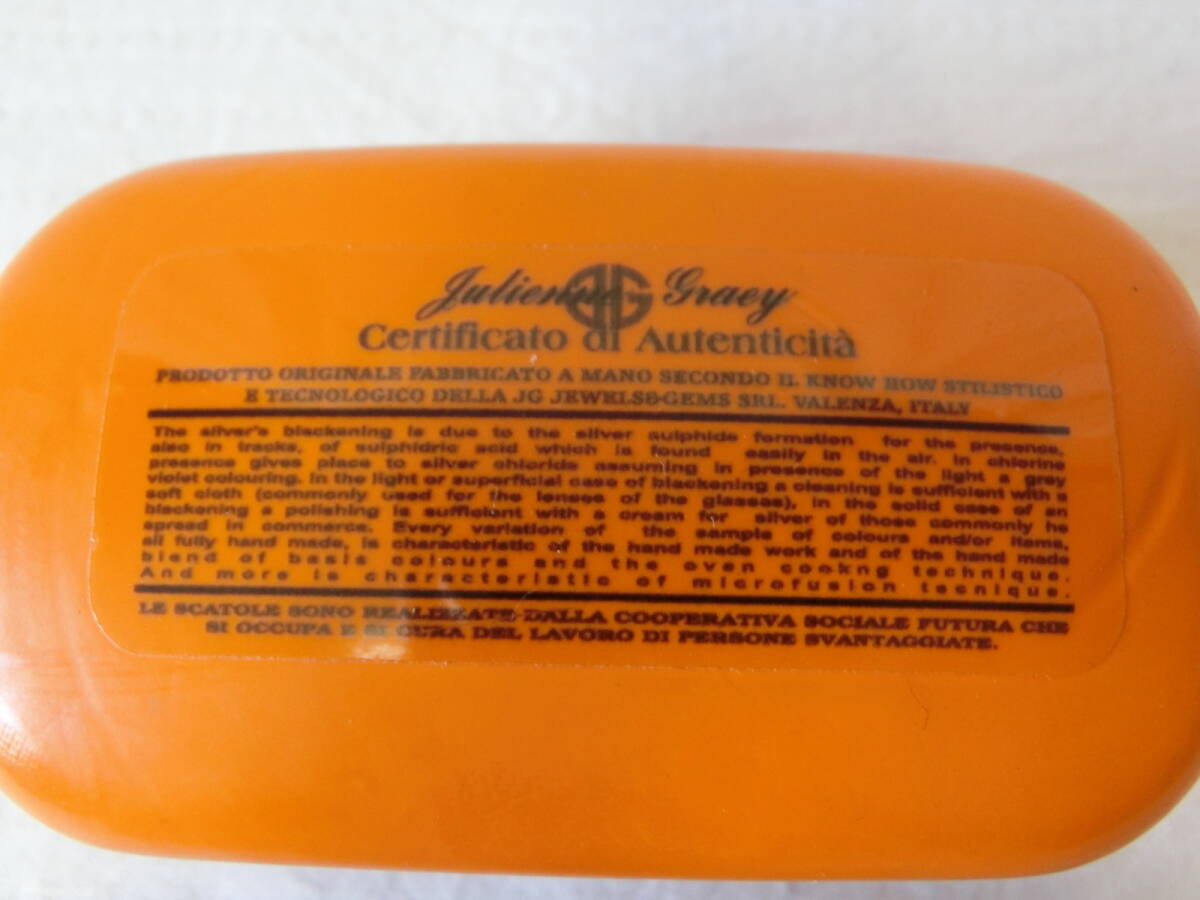 Julienne Graey
JG
Certificato di Autenticità
PRODOTTO ORIGINALE FABBRICATO A MANO SECONDO IL KNOW HOW STILISTICO
E TECNOLOGICO DELLA JG JEWELS&GEMS SRL. VALENZA, ITALY
The silver's blackening is due to the silver sulphide formation for the presence,
also in tracks, of sulphidric acid which is found easily in the air. In chlorine
presence gives place to silver chloride assuming in presence of the light a grey
violet colouring. In the light or superficial case of blackening a cleaning is sufficient with a
soft cloth (commonly used for the lenses of the glasses), in the solid case of an
blackening a polishing is sufficient with a cream for silver of those commonly he
spread in commerce. Every variation of the sample of colours and/or items,
all fully hand made, is characteristic of the hand made work and of the hand made
blend of basis colours and the oven cookng technique.
And more is characteristic of microfusion tecnique.
LE SCATOLE SONO REALIZZATE DALLA COOPERATIVA SOCIALE FUTURA CHE
SI OCCUPA E SI CURA DEL LAVORO DI PERSONE SVANTAGGIATE.